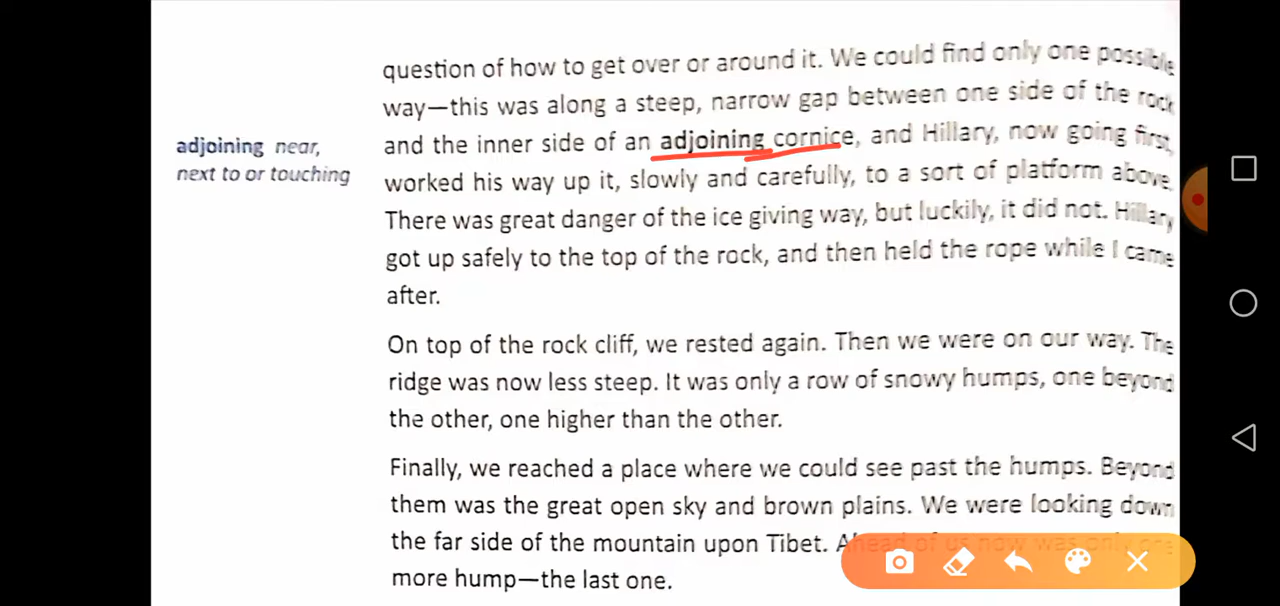 question of how to get over or around it. We could find only one possible
way—this was along a steep, narrow gap between one side of the rock
and the inner side of an adjoining cornice, and Hillary, now going first,
worked his way up it, slowly and carefully, to a sort of platform above.
There was great danger of the ice giving way, but luckily, it did not. Hillary
got up safely to the top of the rock, and then held the rope while I came
after.
adjoining near,
next to or touching
On top of the rock cliff, we rested again. Then we were on our way. The
ridge was now less steep. It was only a row of snowy humps, one beyond
the other, one higher than the other.
Finally, we reached a place where we could see past the humps. Beyond
them was the great open sky and brown plains. We were looking down
the far side of the mountain upon Tibet. Ahead of us now was only one
more hump—the last one.